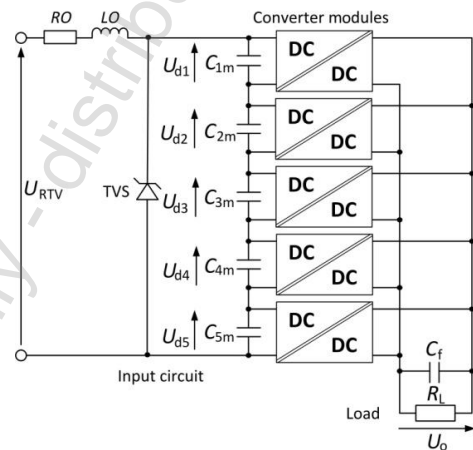 Converter modules
RO
LO
DC
DC
Ud1
C1m
DC
DC
Ud2
C2m
URTV
TVS
DC
DC
Ud3
C3m
DC
DC
Ud4
C4m
DC
DC
Ud5
C5m
Input circuit
Cf
RL
Load
Uo